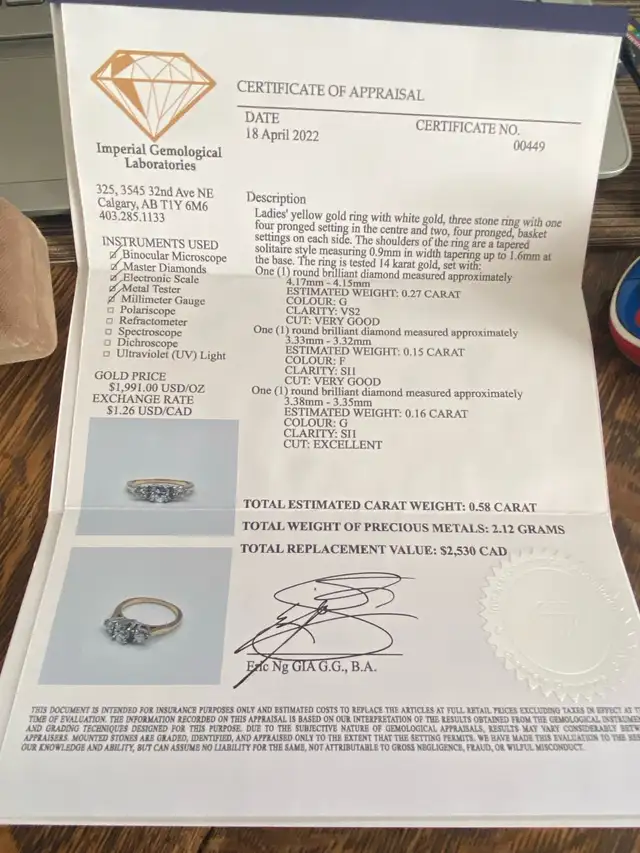 CERTIFICATE OF APPRAISAL
DATE
18 April 2022
CERTIFICATE NO.
00449
Imperial Gemological
Laboratories
325, 3545 32nd Ave NE
Calgary, AB T1Y 6M6
403.285.1133
INSTRUMENTS USED
Binocular Microscope
Master Diamonds
Electronic Scale
Metal Tester
Millimeter Gauge
Polariscope
Refractometer
Spectroscope
Dichroscope
Ultraviolet (UV) Light
GOLD PRICE
$1,991.00 USD/OZ
EXCHANGE RATE
$1.26 USD/CAD
Description
Ladies' yellow gold ring with white gold, three stone ring with one
four pronged setting in the centre and two, four pronged, basket
settings on each side. The shoulders of the ring are a tapered
solitaire style measuring 0.9mm in width tapering up to 1.6mm at
the base. The ring is tested 14 karat gold, set with:
One (1) round brilliant diamond measured approximately
4.17mm - 4.15mm
ESTIMATED WEIGHT: 0.27 CARAT
COLOUR: G
CLARITY: VS2
CUT: VERY GOOD
One (1) round brilliant diamond measured approximately
3.33mm - 3.32mm
ESTIMATED WEIGHT: 0.15 CARAT
COLOUR: F
CLARITY: SI1
CUT: VERY GOOD
One (1) round brilliant diamond measured approximately
3.38mm - 3.35mm
ESTIMATED WEIGHT: 0.16 CARAT
COLOUR: G
CLARITY: SI1
CUT: EXCELLENT
TOTAL ESTIMATED CARAT WEIGHT: 0.58 CARAT
TOTAL WEIGHT OF PRECIOUS METALS: 2.12 GRAMS
TOTAL REPLACEMENT VALUE: $2,530 CAD
Eric Ng GIA G.G., B.A.
THIS DOCUMENT IS INTENDED FOR INSURANCE PURPOSES ONLY AND ESTIMATED COSTS TO REPLACE THE ARTICLES AT FULL RETAIL PRICES EXCLUDING TAXES IN EFFECT AT
TIME OF EVALUATION. THE INFORMATION RECORDED ON THIS APPRAISAL IS BASED ON OUR INTERPRETATION OF THE RESULTS OBTAINED FROM THE GEMOLOGICAL
AND GRADING TECHNIQUES DESIGNED FOR THIS PURPOSE. DUE TO THE SUBJECTIVE NATURE OF GEMOLOGICAL APPRAISALS, RESULTS MAY VARY CONSIDERABLY
APPRAISERS. MOUNTED STONES ARE GRADED, IDENTIFIED, AND APPRAISED ONLY TO THE EXTENT THAT THE SETTING PERMITS. WE HAVE MADE THIS EVALUATION TO THE
OUR KNOWLEDGE AND ABILITY, BUT CAN ASSUME NO LIABILITY FOR THE SAME, NOT ATTRIBUTABLE TO GROSS NEGLIGENCE, FRAUD, OR WILFUL MISCONDUCT.